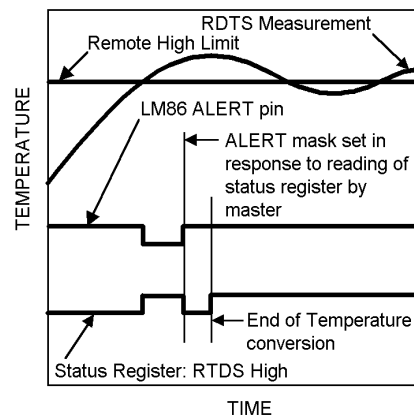 RDTS Measurement
Remote High Limit
LM86 ALERT pin
ALERT mask set in
response to reading of
status register by
master
TEMPERATURE
End of Temperature
conversion
Status Register: RTDS High
TIME